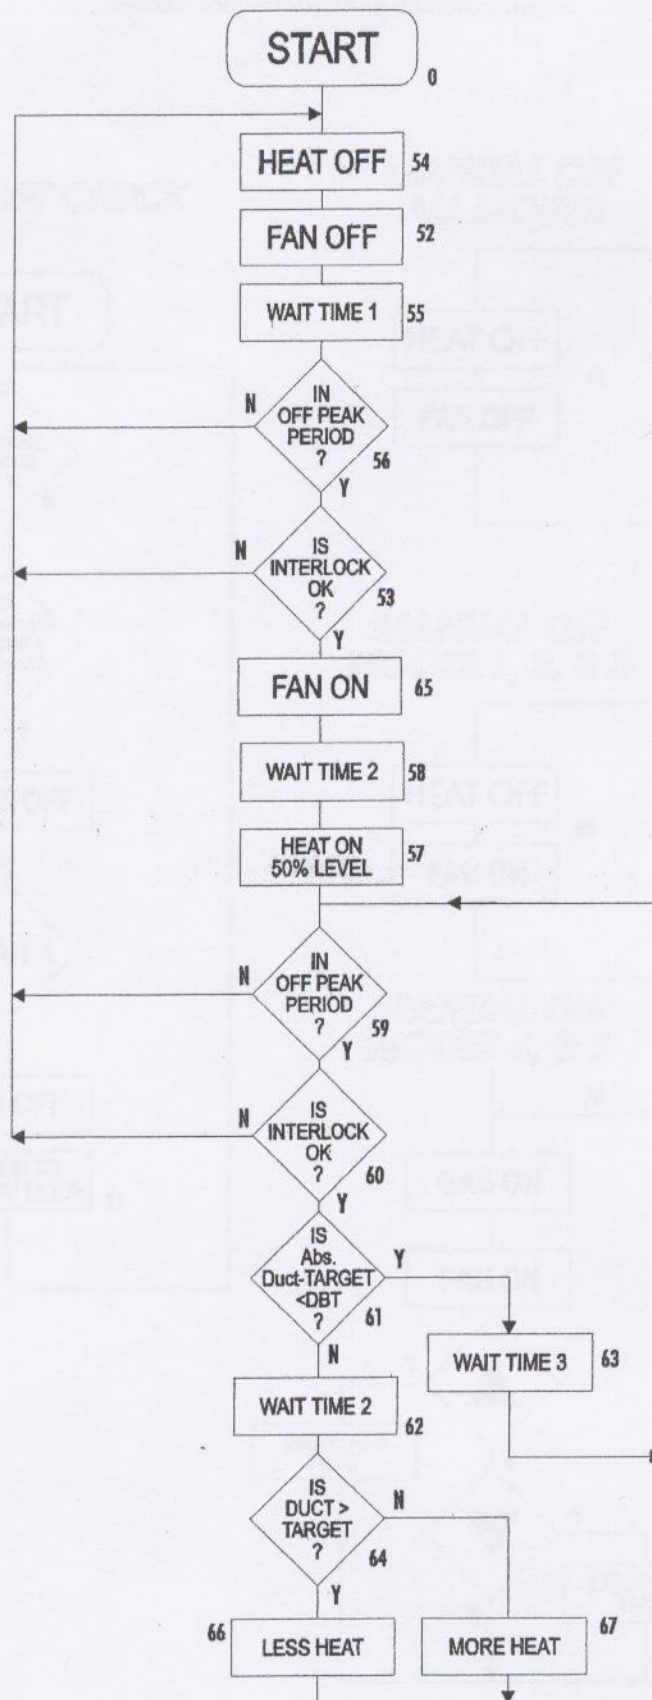 START
0
HEAT OFF
54
FAN OFF
52
WAIT TIME 1
55
IN
OFF PEAK
PERIOD
?
56
N
Y
IS
INTERLOCK
OK
?
53
N
Y
FAN ON
65
WAIT TIME 2
58
HEAT ON
50% LEVEL
57
IN
OFF PEAK
PERIOD
?
59
N
Y
IS
INTERLOCK
OK
?
60
N
Y
IS
Abs.
Duct-TARGET
<DBT
?
61
Y
N
WAIT TIME 3
63
WAIT TIME 2
62
IS
DUCT >
TARGET
?
64
N
Y
66
LESS HEAT
MORE HEAT
67